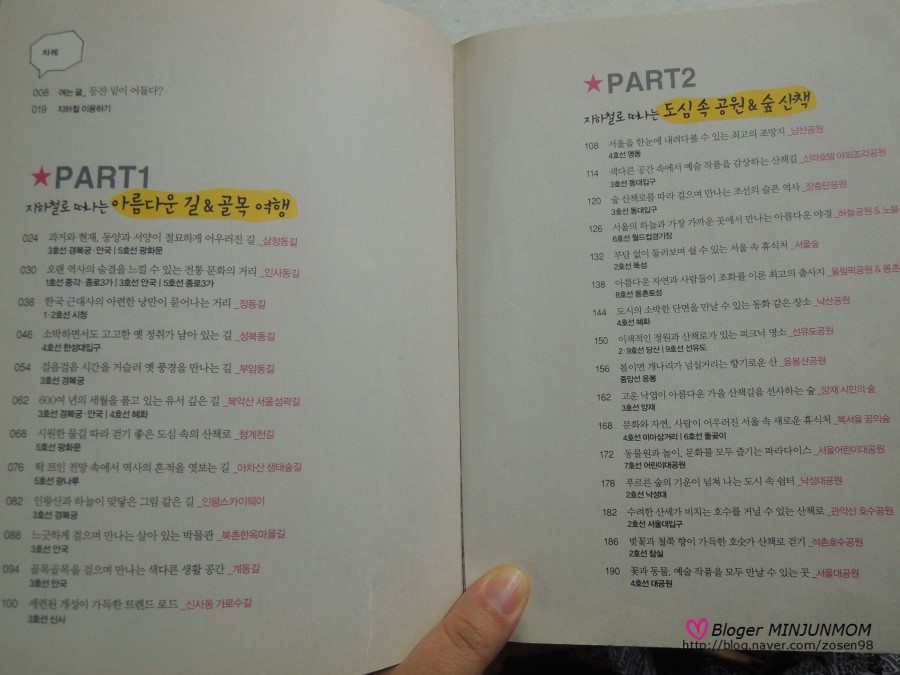 차례
008 여는 글_ 등잔 밑이 어둡다?
019 지하철 이용하기
★PART1
지하철로 떠나는 아름다운 길 & 골목 여행
024 과거와 현재, 동양과 서양이 절묘하게 어우러진 길 _삼청동길
3호선 경복궁·안국 | 5호선 광화문
030 오랜 역사의 숨결을 느낄 수 있는 전통 문화의 거리 _인사동길
1호선 종각·종로3가 | 3호선 안국 | 5호선 종로3가
038 한국 근대사의 아련한 낭만이 묻어나는 거리 _정동길
1·2호선 시청
046 소박하면서도 고고한 옛 정취가 남아 있는 길 _성북동길
4호선 한성대입구
054 걸음걸음 시간을 거슬러 옛 풍경을 만나는 길 _부암동길
3호선 경복궁
062 600여 년의 세월을 품고 있는 유서 깊은 길 _북악산 서울성곽길
3호선 경복궁·안국 | 4호선 혜화
068 시원한 물길 따라 걷기 좋은 도심 속의 산책로 _청계천길
5호선 광화문
076 탁 트인 전망 속에서 역사의 흔적을 엿보는 길 _아차산 생태숲길
5호선 광나루
082 인왕산과 하늘이 맞닿은 그림 같은 길 _인왕스카이웨이
3호선 경복궁
088 느긋하게 걸으며 만나는 살아 있는 박물관 _북촌한옥마을길
3호선 안국
094 골목골목을 걸으며 만나는 색다른 생활 공간 _계동길
3호선 안국
100 세련된 개성이 가득한 트렌드 로드 _신사동 가로수길
3호선 신사
★PART2
지하철로 떠나는 도심 속 공원 & 숲 산책
108 서울을 한눈에 내려다볼 수 있는 최고의 조망지 _남산공원
4호선 명동
114 색다른 공간 속에서 예술 작품을 감상하는 산책길 _신라호텔 야외조각공원
3호선 동대입구
120 숲 산책로를 따라 걸으며 만나는 조선의 슬픈 역사 _장충단공원
3호선 동대입구
126 서울의 하늘과 가장 가까운 곳에서 만나는 아름다운 야경 _하늘공원 & 노을
6호선 월드컵경기장
132 부담 없이 둘러보며 쉴 수 있는 서울 속 휴식처 _서울숲
2호선 뚝섬
138 아름다운 자연과 사람들이 조화를 이룬 최고의 출사지 _올림픽공원 & 몽촌
8호선 몽촌토성
144 도시의 소박한 단면을 만날 수 있는 동화 같은 장소 _낙산공원
4호선 혜화
150 이색적인 정원과 산책로가 있는 피크닉 명소 _선유도공원
2·9호선 당산 | 9호선 선유도
156 봄이면 개나리가 넘실거리는 향기로운 산 _응봉산공원
중앙선 응봉
162 고운 낙엽이 아름다운 가을 산책길을 선사하는 숲 _양재 시민의 숲
3호선 양재
168 문화와 자연, 사람이 어우러진 서울 속 새로운 휴식처 _북서울 꿈의숲
4호선 미아삼거리 | 6호선 돌곶이
172 동물원과 놀이, 문화를 모두 즐기는 파라다이스 _서울어린이대공원
7호선 어린이대공원
178 푸르른 숲의 기운이 넘쳐 나는 도시 속 쉼터 _낙성대공원
2호선 낙성대
182 수려한 산세가 비치는 호수를 거닐 수 있는 산책로 _관악산 호수공원
2호선 서울대입구
186 벚꽃과 철쭉 향이 가득한 호숫가 산책로 걷기 _석촌호수공원
2호선 잠실
190 꽃과 동물, 예술 작품을 모두 만날 수 있는 곳 _서울대공원
4호선 대공원
Bloger MINJUNMOM
http://blog.naver.com/zosen98